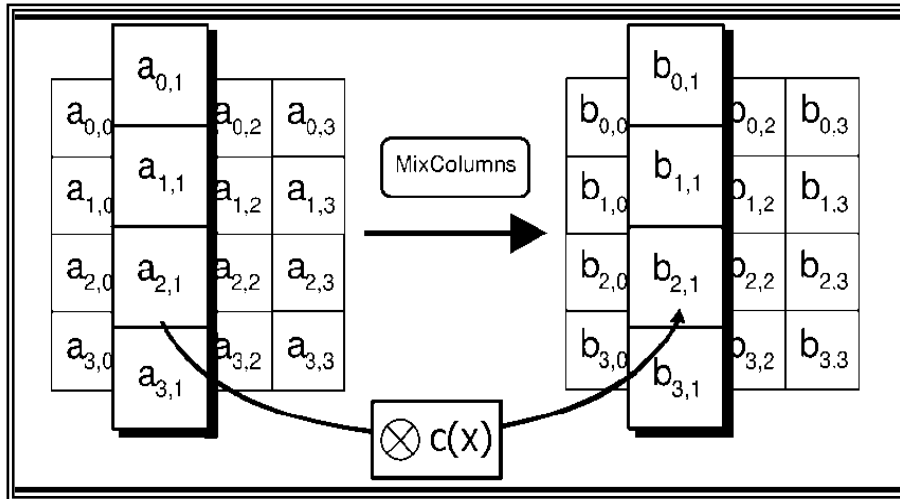 a0,1 b0,1
a0,0 a0,2 a0,3 b0,0 b0,2 b0,3
a1,1 MixColumns b1,1
a1,0 a1,2 a1,3 b1,0 b1,2 b1,3
a2,0 a2,1 a2,2 a2,3 b2,0 b2,1 b2,2 b2.3
a3,0 a3,2 a3,3 b3,0 b3,2 b3.3
a3,1 b3,1
⊗ c(x)